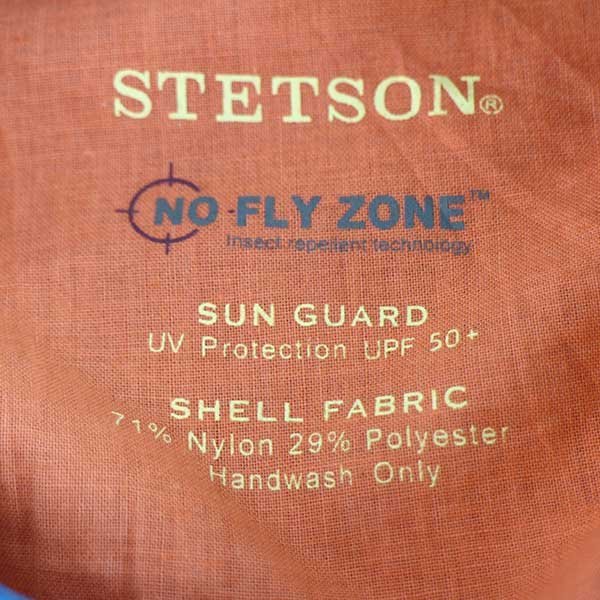 STETSON®
NO FLY ZONE™
Insect repellent technology
SUN GUARD
UV Protection UPF 50+
SHELL FABRIC
71% Nylon 29% Polyester
Handwash Only